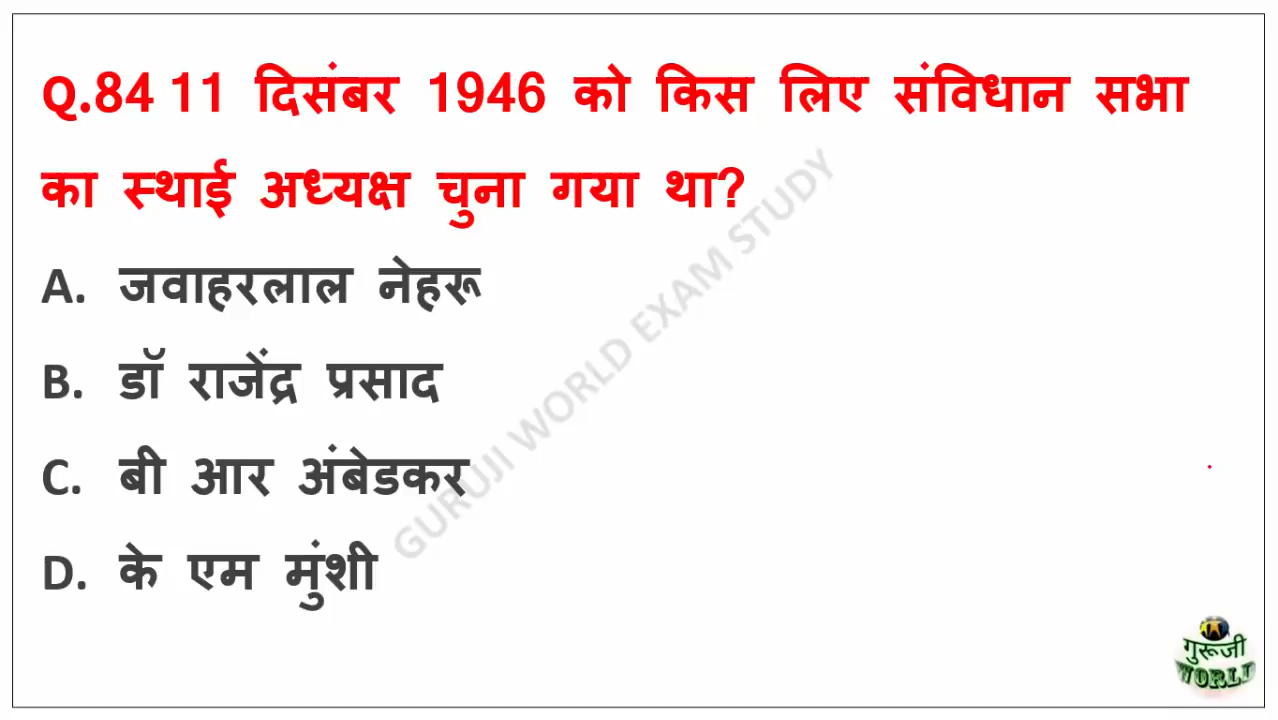 Q.84 11 दिसंबर 1946 को किस लिए संविधान सभा
का स्थाई अध्यक्ष चुना गया था?
A. जवाहरलाल नेहरू
B. डॉ राजेंद्र प्रसाद
C. बी आर अंबेडकर
D. के एम मुंशी
GURUJI WORLD EXAM STUDY
गुरूजी
WORLD